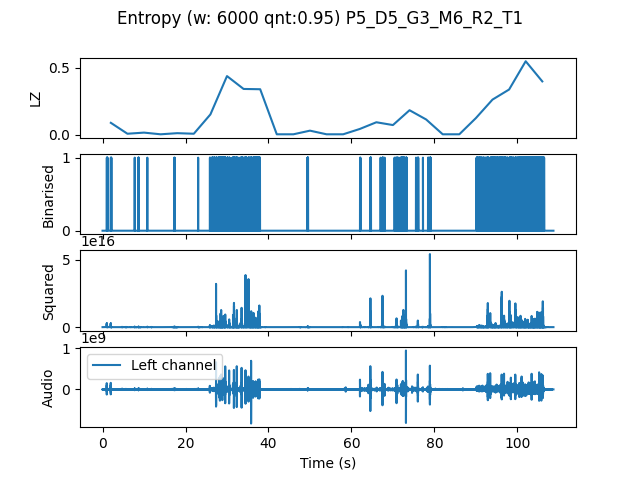 Entropy (w: 6000 qnt:0.95) P5_D5_G3_M6_R2_T1
0.5
0.0
LZ
1
0
Binarised
1e16
5
0
Squared
1e9
1
0
Audio
Left channel
0 20 40 60 80 100
Time (s)